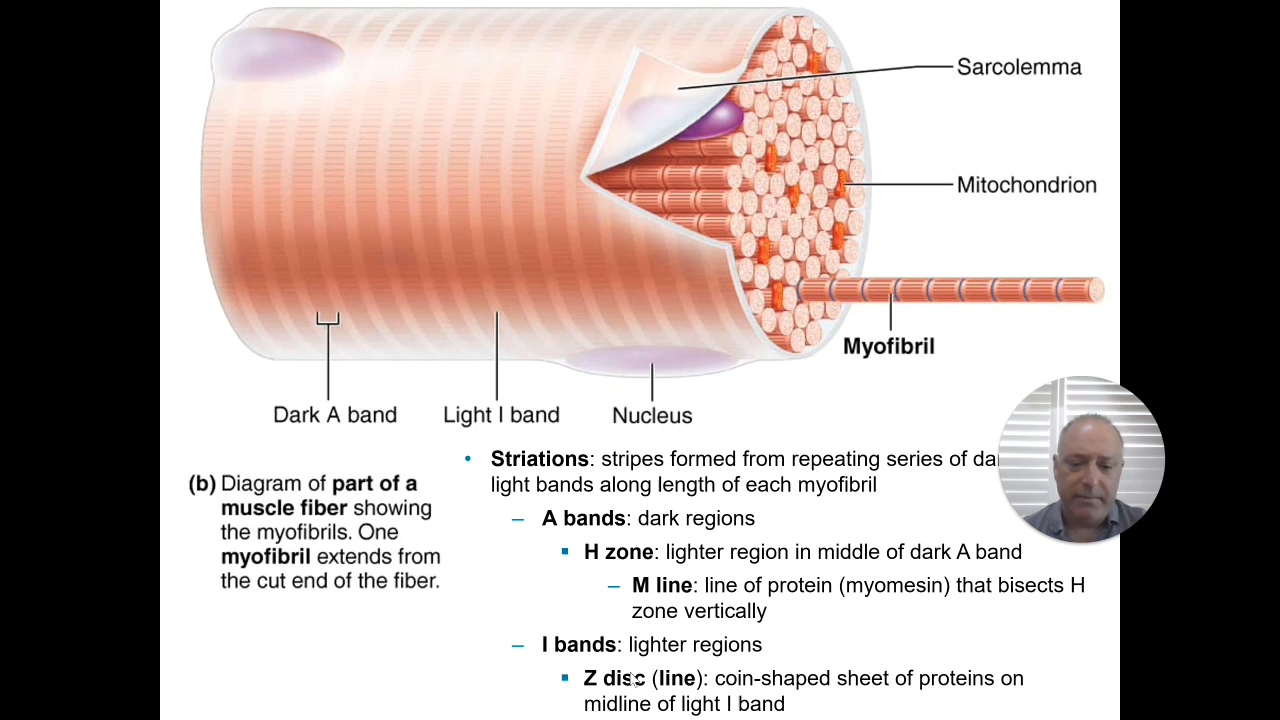 Sarcolemma
Mitochondrion
Myofibril
Dark A band
Light I band
Nucleus
(b) Diagram of part of a
muscle fiber showing
the myofibrils. One
myofibril extends from
the cut end of the fiber.
• Striations: stripes formed from repeating series of
light bands along length of each myofibril
– A bands: dark regions
▪ H zone: lighter region in middle of dark A band
– M line: line of protein (myomesin) that bisects H
zone vertically
– I bands: lighter regions
▪ Z disc (line): coin-shaped sheet of proteins on
midline of light I band